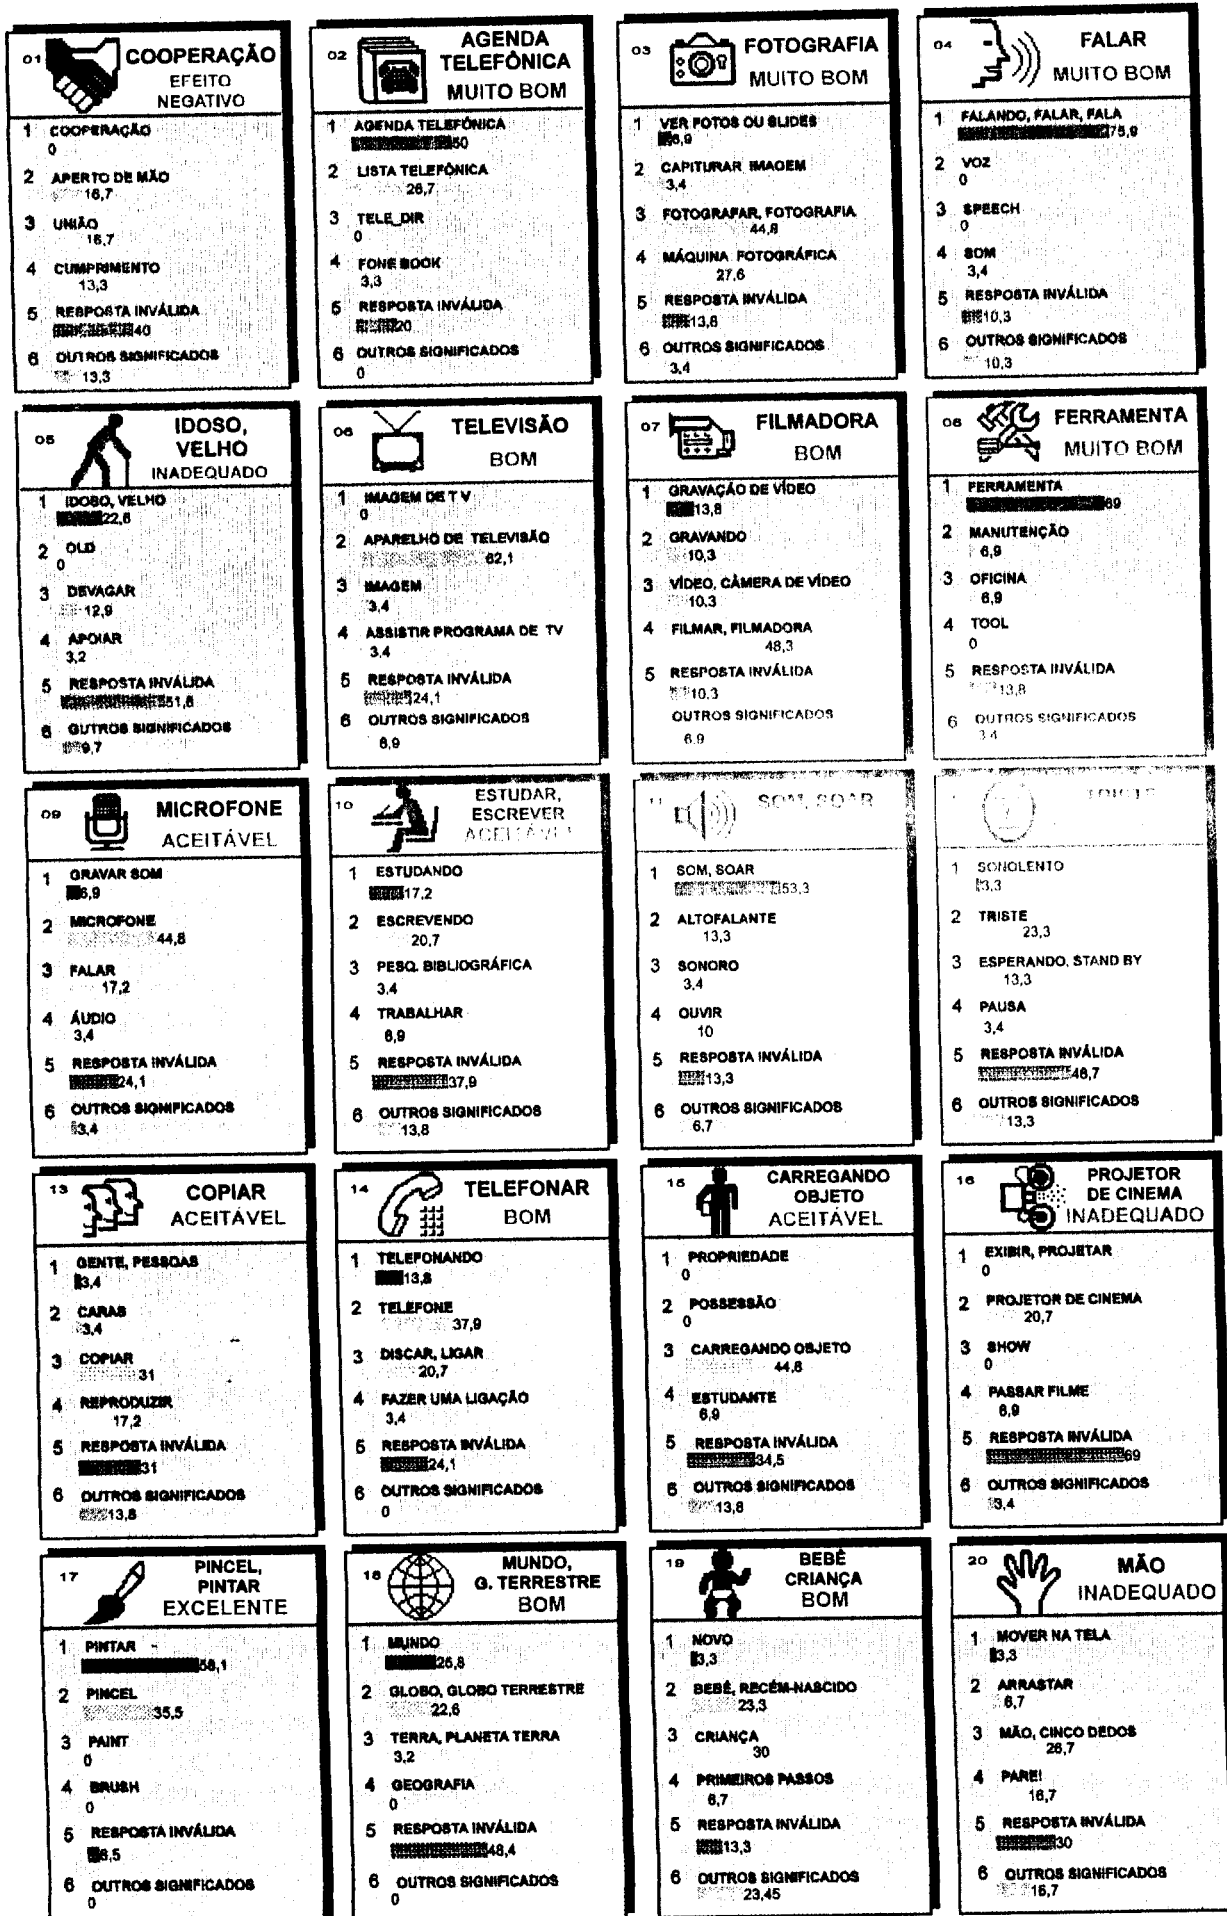 01 COOPERAÇÃO
EFEITO
NEGATIVO
1 COOPERAÇÃO
0
2 APERTO DE MÃO
16,7
3 UNIÃO
16,7
4 CUMPRIMENTO
13,3
5 RESPOSTA INVÁLIDA
40
6 OUTROS SIGNIFICADOS
13,3
02 AGENDA
TELEFÔNICA
MUITO BOM
1 AGENDA TELEFÔNICA
50
2 LISTA TELEFÔNICA
26,7
3 TELE_DIR
0
4 FONE BOOK
3,3
5 RESPOSTA INVÁLIDA
20
6 OUTROS SIGNIFICADOS
0
03 FOTOGRAFIA
MUITO BOM
1 VER FOTOS OU SLIDES
6,9
2 CAPITURAR IMAGEM
3,4
3 FOTOGRAFAR, FOTOGRAFIA
44,8
4 MÁQUINA FOTOGRÁFICA
27,6
5 RESPOSTA INVÁLIDA
13,8
6 OUTROS SIGNIFICADOS
3,4
04 FALAR
MUITO BOM
1 FALANDO, FALAR, FALA
75,9
2 VOZ
0
3 SPEECH
0
4 SOM
3,4
5 RESPOSTA INVÁLIDA
10,3
6 OUTROS SIGNIFICADOS
10,3
05 IDOSO,
VELHO
INADEQUADO
1 IDOSO, VELHO
22,6
2 OLD
0
3 DEVAGAR
12,9
4 APOIAR
3,2
5 RESPOSTA INVÁLIDA
51,6
6 OUTROS SIGNIFICADOS
9,7
06 TELEVISÃO
BOM
1 IMAGEM DE T V
0
2 APARELHO DE TELEVISÃO
62,1
3 IMAGEM
3,4
4 ASSISTIR PROGRAMA DE TV
3,4
5 RESPOSTA INVÁLIDA
24,1
6 OUTROS SIGNIFICADOS
6,9
07 FILMADORA
BOM
1 GRAVAÇÃO DE VÍDEO
13,8
2 GRAVANDO
10,3
3 VÍDEO, CÂMERA DE VÍDEO
10,3
4 FILMAR, FILMADORA
48,3
5 RESPOSTA INVÁLIDA
10,3
OUTROS SIGNIFICADOS
6,9
08 FERRAMENTA
MUITO BOM
1 FERRAMENTA
69
2 MANUTENÇÃO
6,9
3 OFICINA
6,9
4 TOOL
0
5 RESPOSTA INVÁLIDA
13,8
6 OUTROS SIGNIFICADOS
3,4
09 MICROFONE
ACEITÁVEL
1 GRAVAR SOM
6,9
2 MICROFONE
44,8
3 FALAR
17,2
4 ÁUDIO
3,4
5 RESPOSTA INVÁLIDA
24,1
6 OUTROS SIGNIFICADOS
3,4
10 ESTUDAR,
ESCREVER
ACEITÁVEL
1 ESTUDANDO
17,2
2 ESCREVENDO
20,7
3 PESQ. BIBLIOGRÁFICA
3,4
4 TRABALHAR
6,9
5 RESPOSTA INVÁLIDA
37,9
6 OUTROS SIGNIFICADOS
13,8
11 SOM, SOAR
1 SOM, SOAR
53,3
2 ALTOFALANTE
13,3
3 SONORO
3,4
4 OUVIR
10
5 RESPOSTA INVÁLIDA
13,3
6 OUTROS SIGNIFICADOS
6,7
1 SONOLENTO
3,3
2 TRISTE
23,3
3 ESPERANDO, STAND BY
13,3
4 PAUSA
3,4
5 RESPOSTA INVÁLIDA
46,7
6 OUTROS SIGNIFICADOS
13,3
13 COPIAR
ACEITÁVEL
1 GENTE, PESSOAS
3,4
2 CARAS
3,4
3 COPIAR
31
4 REPRODUZIR
17,2
5 RESPOSTA INVÁLIDA
31
6 OUTROS SIGNIFICADOS
13,8
14 TELEFONAR
BOM
1 TELEFONANDO
13,8
2 TELEFONE
37,9
3 DISCAR, LIGAR
20,7
4 FAZER UMA LIGAÇÃO
3,4
5 RESPOSTA INVÁLIDA
24,1
6 OUTROS SIGNIFICADOS
0
15 CARREGANDO
OBJETO
ACEITÁVEL
1 PROPRIEDADE
0
2 POSSESSÃO
0
3 CARREGANDO OBJETO
44,8
4 ESTUDANTE
6,9
5 RESPOSTA INVÁLIDA
34,5
6 OUTROS SIGNIFICADOS
13,8
16 PROJETOR
DE CINEMA
INADEQUADO
1 EXIBIR, PROJETAR
0
2 PROJETOR DE CINEMA
20,7
3 SHOW
0
4 PASSAR FILME
6,9
5 RESPOSTA INVÁLIDA
69
6 OUTROS SIGNIFICADOS
3,4
17 PINCEL,
PINTAR
EXCELENTE
1 PINTAR
58,1
2 PINCEL
35,5
3 PAINT
0
4 BRUSH
0
5 RESPOSTA INVÁLIDA
6,5
6 OUTROS SIGNIFICADOS
0
18 MUNDO,
G. TERRESTRE
BOM
1 MUNDO
25,8
2 GLOBO, GLOBO TERRESTRE
22,6
3 TERRA, PLANETA TERRA
3,2
4 GEOGRAFIA
0
5 RESPOSTA INVÁLIDA
48,4
6 OUTROS SIGNIFICADOS
0
19 BEBÊ
CRIANÇA
BOM
1 NOVO
3,3
2 BEBÊ, RECÉM-NASCIDO
23,3
3 CRIANÇA
30
4 PRIMEIROS PASSOS
6,7
5 RESPOSTA INVÁLIDA
13,3
6 OUTROS SIGNIFICADOS
23,45
20 MÃO
INADEQUADO
1 MOVER NA TELA
3,3
2 ARRASTAR
6,7
3 MÃO, CINCO DEDOS
26,7
4 PARE!
16,7
5 RESPOSTA INVÁLIDA
30
6 OUTROS SIGNIFICADOS
16,7